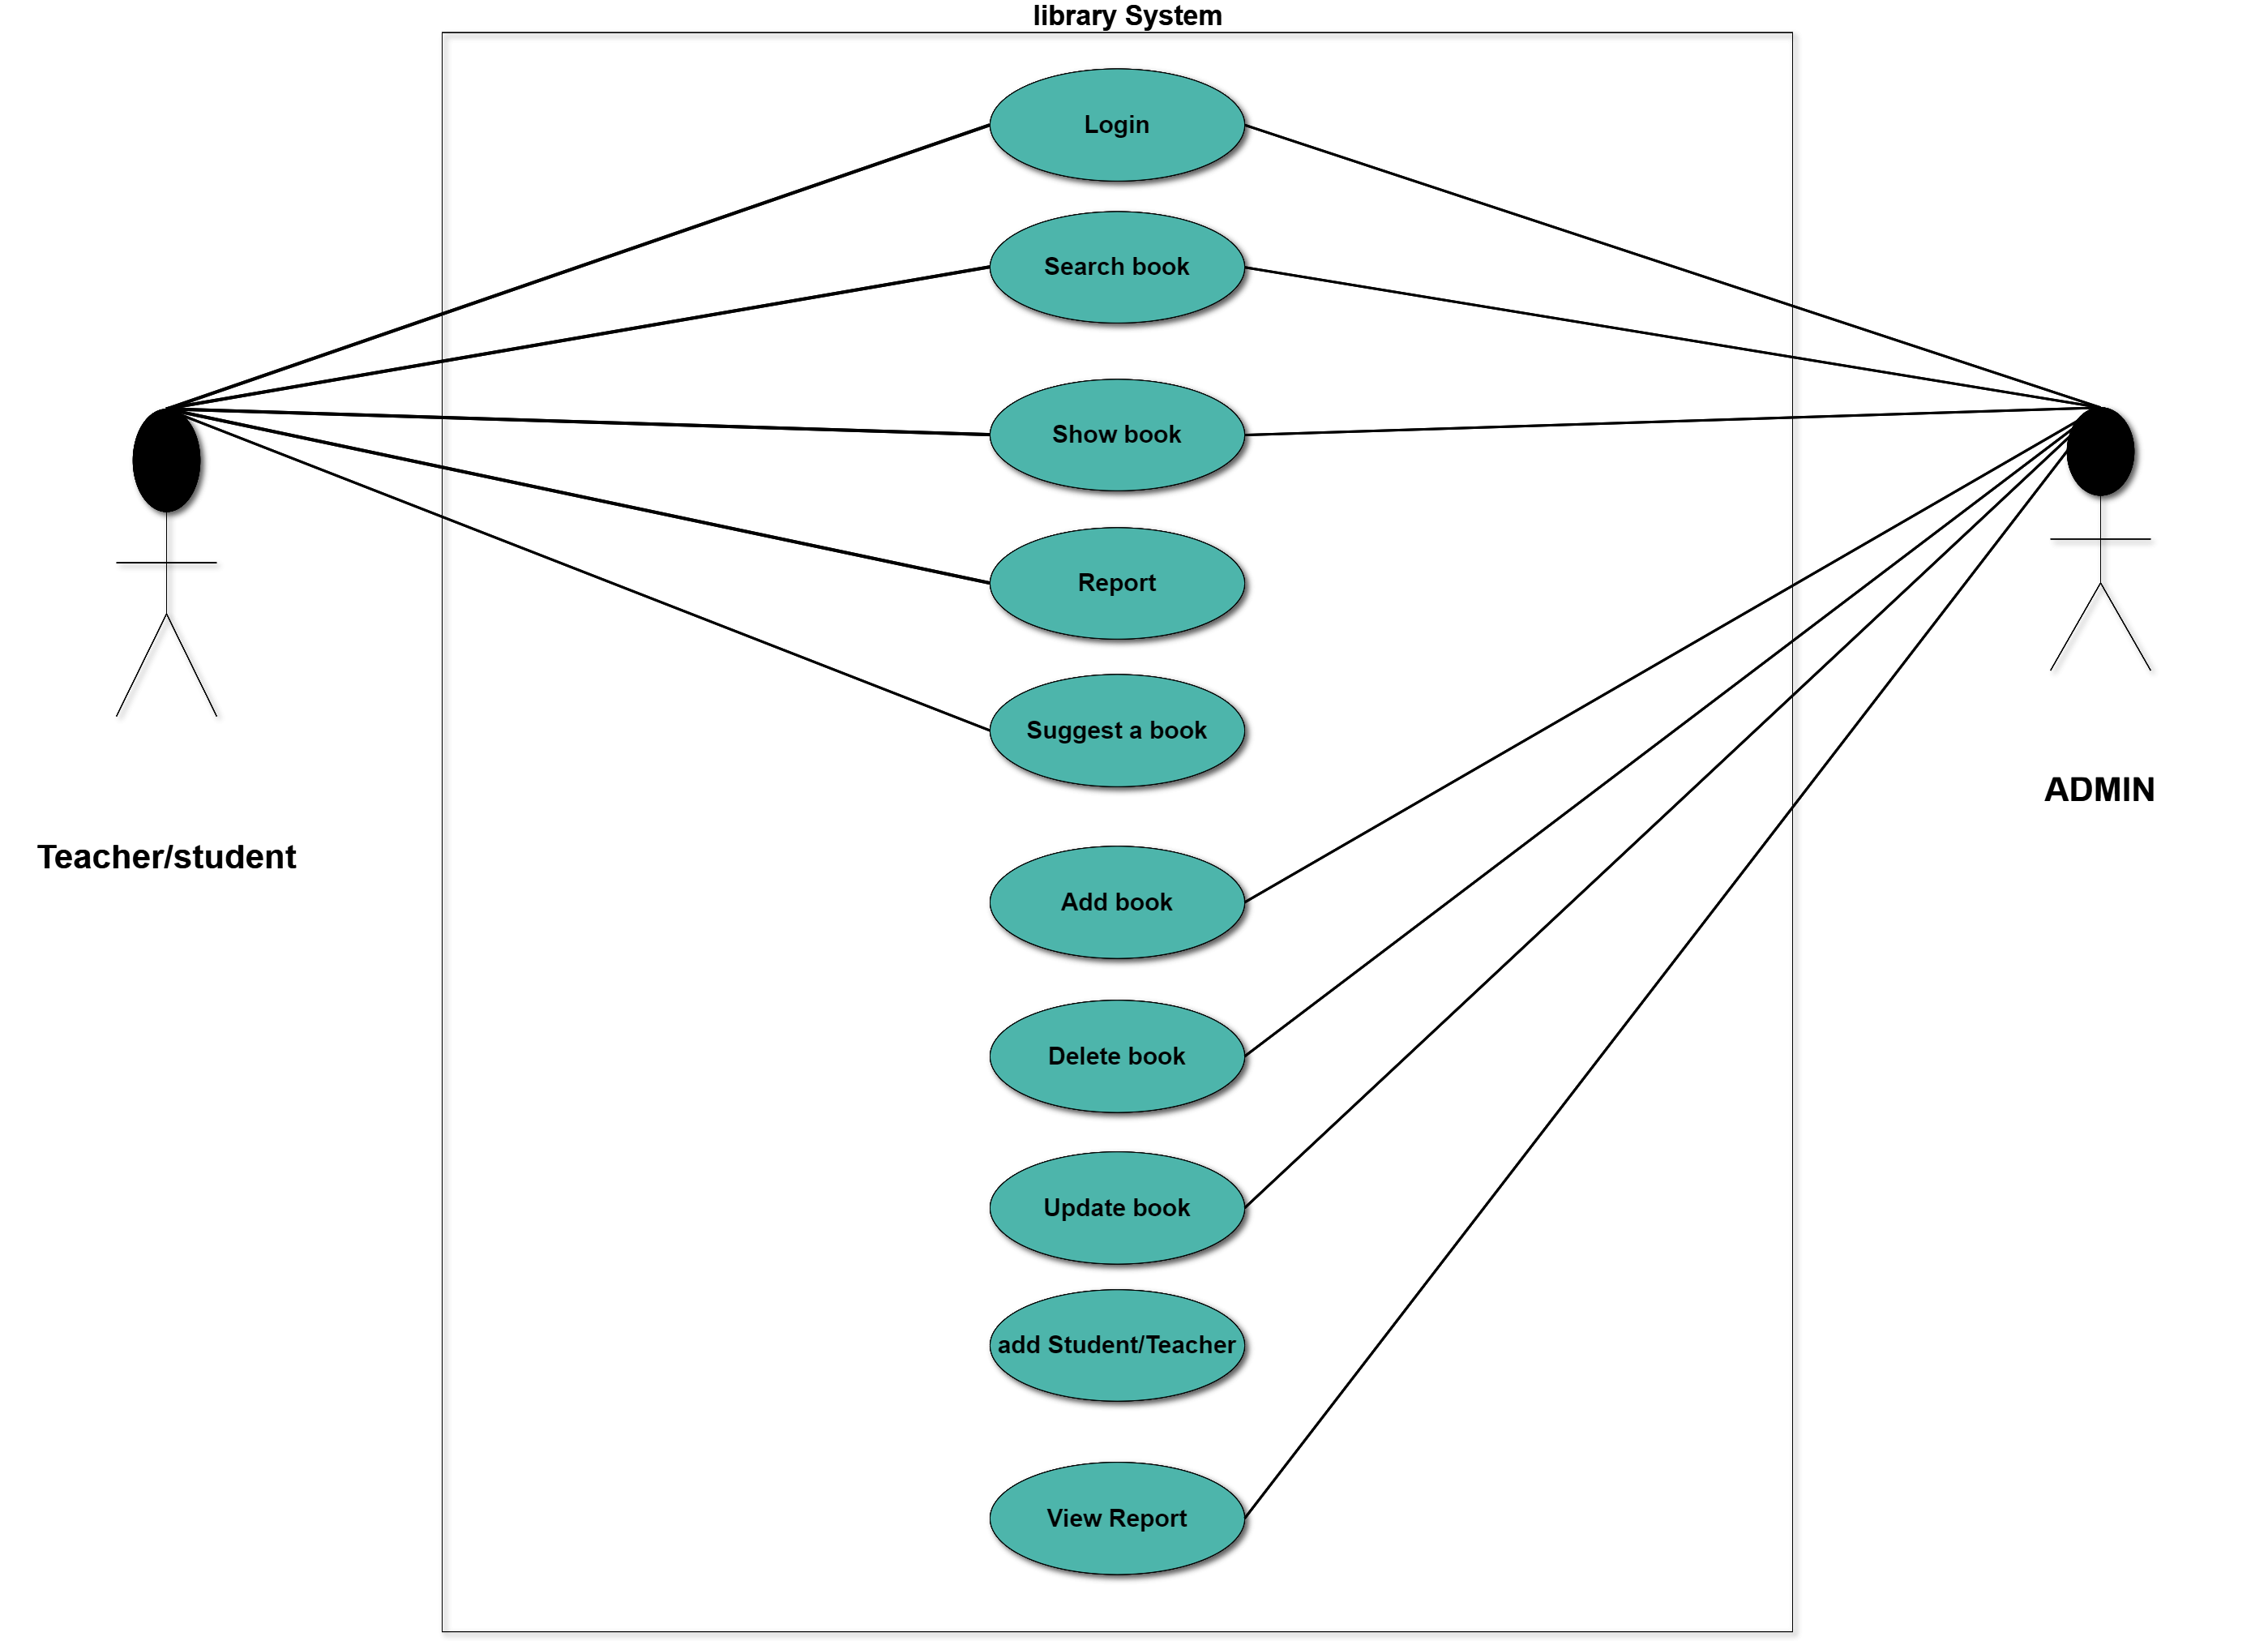 library System
Login
Search book
Show book
Report
Suggest a book
ADMIN
Teacher/student
Add book
Delete book
Update book
add Student/Teacher
View Report